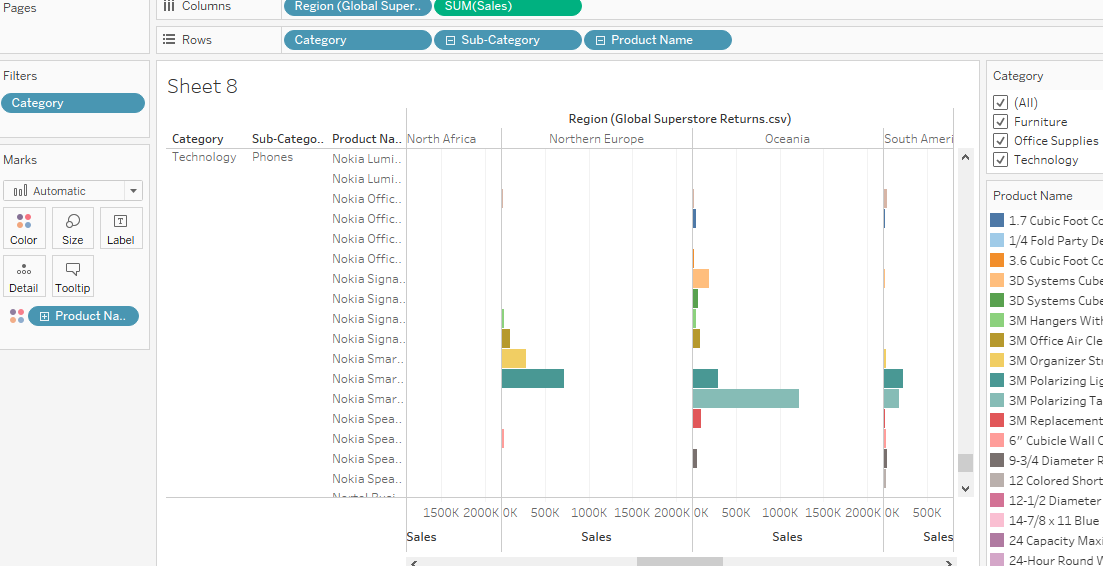 Pages
Columns
Region (Global Super..
SUM(Sales)
Rows
Category
Sub-Category
Product Name
Filters
Category
Marks
Automatic
Color
Size
Label
Detail
Tooltip
Product Na..
Sheet 8
Region (Global Superstore Returns.csv)
Category Sub-Catego.. Product Na.. North Africa Northern Europe Oceania South Ameri
Technology Phones Nokia Lumi..
Nokia Lumi..
Nokia Offic..
Nokia Offic..
Nokia Offic..
Nokia Offic..
Nokia Signa..
Nokia Signa..
Nokia Signa..
Nokia Signa..
Nokia Smar..
Nokia Smar..
Nokia Smar..
Nokia Spea..
Nokia Spea..
Nokia Spea..
Nokia Spea..
1500K 2000K 0K 500K 1000K 1500K 2000K 0K 500K 1000K 1500K 2000K 0K 500K
Sales Sales Sales Sales
Category
(All)
Furniture
Office Supplies
Technology
Product Name
1.7 Cubic Foot Co
1/4 Fold Party De
3.6 Cubic Foot Co
3D Systems Cube
3D Systems Cube
3M Hangers With
3M Office Air Cle
3M Organizer Str
3M Polarizing Lig
3M Polarizing Ta
3M Replacement
6" Cubicle Wall C
9-3/4 Diameter R
12 Colored Short
12-1/2 Diameter
14-7/8 x 11 Blue
24 Capacity Maxi
24-Hour Round W